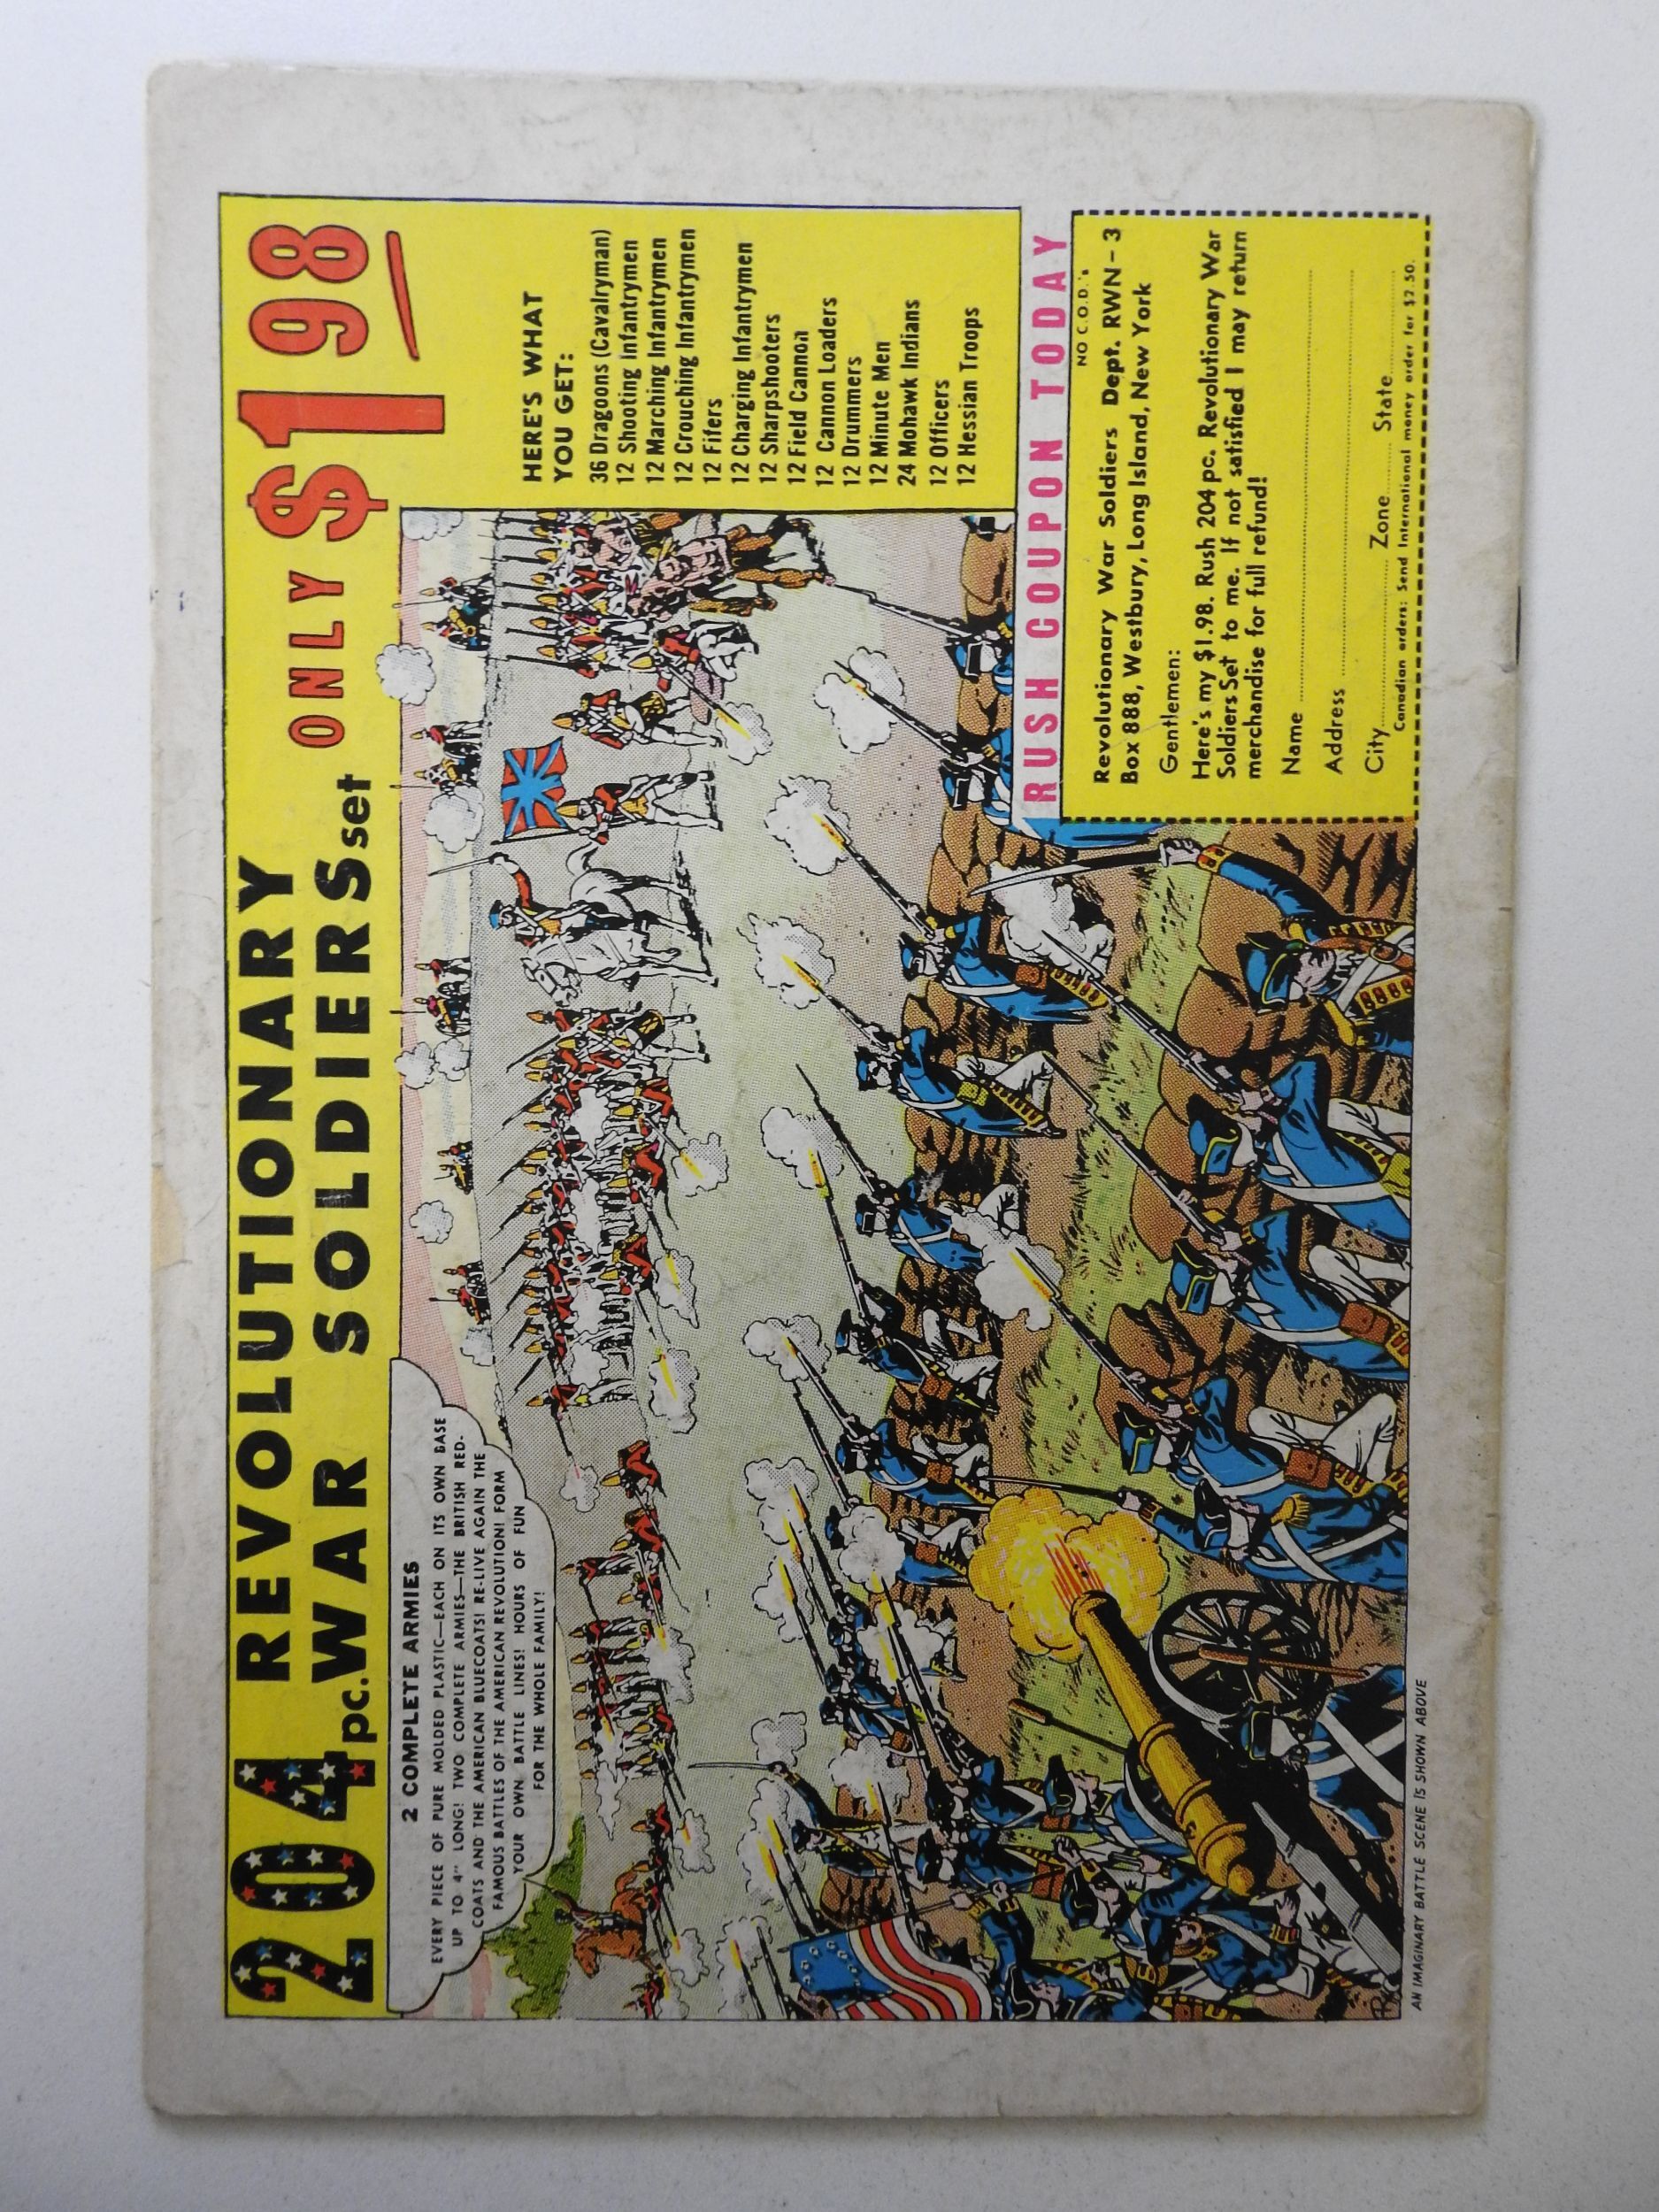 204 REVOLUTIONARY
pc. WAR SOLDIERS set
ONLY $1 98
2 COMPLETE ARMIES
EVERY PIECE OF PURE MOLDED PLASTIC—EACH ON ITS OWN BASE
UP TO 4" LONG! TWO COMPLETE ARMIES—THE BRITISH RED-
COATS AND THE AMERICAN BLUECOATS! RE-LIVE AGAIN THE
FAMOUS BATTLES OF THE AMERICAN REVOLUTION! FORM
YOUR OWN BATTLE LINES! HOURS OF FUN
FOR THE WHOLE FAMILY!
HERE'S WHAT
YOU GET:
36 Dragoons (Cavalryman)
12 Shooting Infantrymen
12 Marching Infantrymen
12 Crouching Infantrymen
12 Fifers
12 Charging Infantrymen
12 Sharpshooters
12 Field Cannon
12 Cannon Loaders
12 Drummers
12 Minute Men
24 Mohawk Indians
12 Officers
12 Hessian Troops
RUSH COUPON TODAY
NO C.O.D.'s
Revolutionary War Soldiers Dept. RWN-3
Box 888, Westbury, Long Island, New York
Gentlemen:
Here's my $1.98. Rush 204 pc. Revolutionary War
Soldiers Set to me. If not satisfied I may return
merchandise for full refund!
Name
Address
City Zone State
Canadian orders: Send International money order for $2.50.
AN IMAGINARY BATTLE SCENE IS SHOWN ABOVE